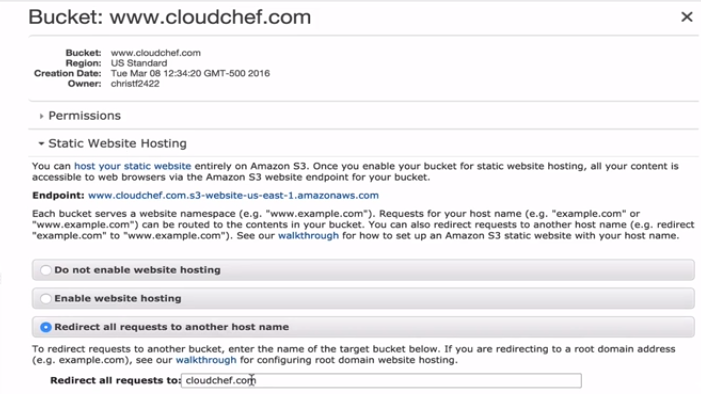 Bucket: www.cloudchef.com
Bucket: www.cloudchef.com
Region: US Standard
Creation Date: Tue Mar 08 12:34:20 GMT-500 2016
Owner: christf2422
Permissions
Static Website Hosting
You can host your static website entirely on Amazon S3. Once you enable your bucket for static website hosting, all your content is
accessible to web browsers via the Amazon S3 website endpoint for your bucket.
Endpoint: www.cloudchef.com.s3-website-us-east-1.amazonaws.com
Each bucket serves a website namespace (e.g. "www.example.com"). Requests for your host name (e.g. "example.com" or
"www.example.com") can be routed to the contents in your bucket. You can also redirect requests to another host name (e.g. redirect
"example.com" to "www.example.com"). See our walkthrough for how to set up an Amazon S3 static website with your host name.
Do not enable website hosting
Enable website hosting
Redirect all requests to another host name
To redirect requests to another bucket, enter the name of the target bucket below. If you are redirecting to a root domain address
(e.g. example.com), see our walkthrough for configuring root domain website hosting.
Redirect all requests to: cloudchef.com